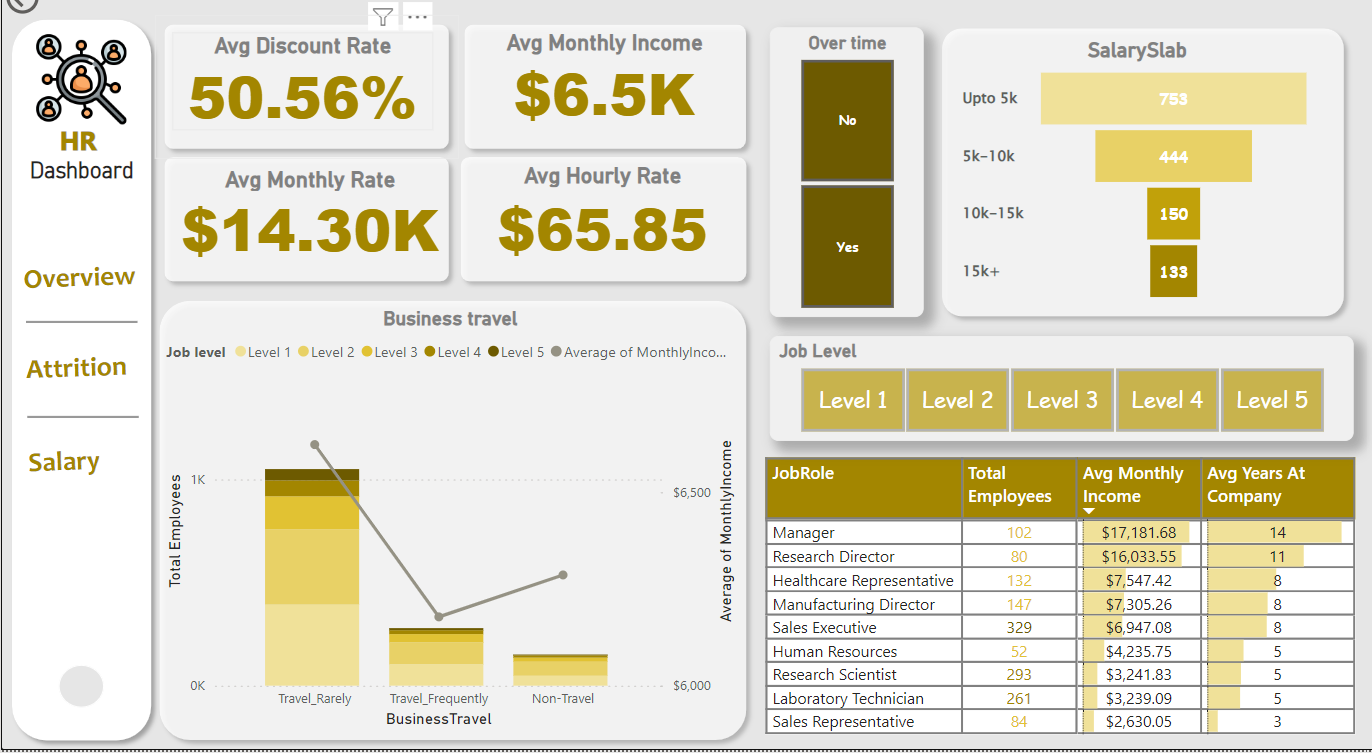 HR
Dashboard
Overview
Attrition
Salary
Avg Discount Rate
50.56%
Avg Monthly Income
$6.5K
Avg Monthly Rate
$14.30K
Avg Hourly Rate
$65.85
Over time
No
Yes
SalarySlab
Upto 5k
753
5k-10k
444
10k-15k
150
15k+
133
Business travel
Job level Level 1 Level 2 Level 3 Level 4 Level 5 Average of MonthlyInco...
Total Employees
1K
0K
$6,500
$6,000
Average of MonthlyIncome
Travel_Rarely Travel_Frequently Non-Travel
BusinessTravel
Job Level
Level 1 Level 2 Level 3 Level 4 Level 5
JobRole Total Employees Avg Monthly Income Avg Years At Company
Manager 102 $17,181.68 14
Research Director 80 $16,033.55 11
Healthcare Representative 132 $7,547.42 8
Manufacturing Director 147 $7,305.26 8
Sales Executive 329 $6,947.08 8
Human Resources 52 $4,235.75 5
Research Scientist 293 $3,241.83 5
Laboratory Technician 261 $3,239.09 5
Sales Representative 84 $2,630.05 3